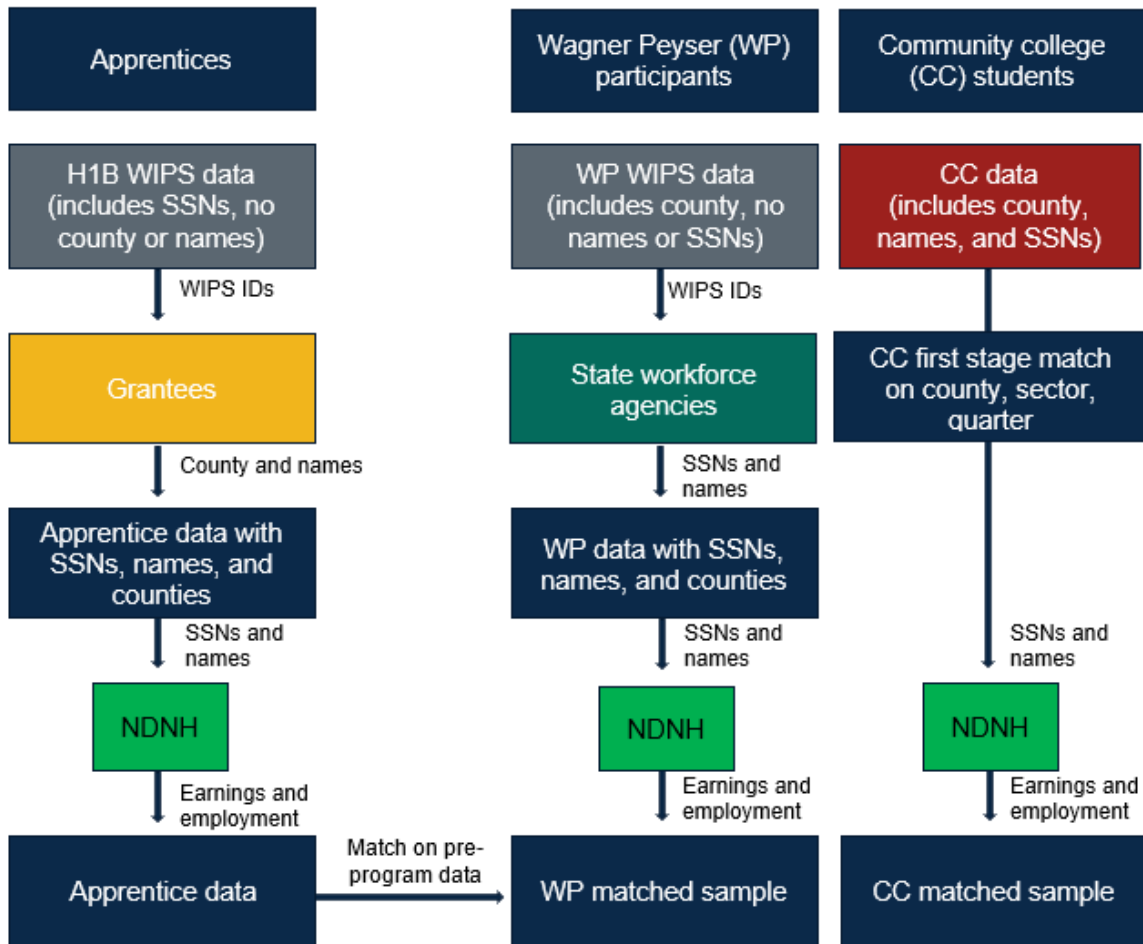 Apprentices
Wagner Peyser (WP)
participants
Community college
(CC) students
H1B WIPS data
(includes SSNs, no
county or names)
WP WIPS data
(includes county, no
names or SSNs)
CC data
(includes county,
names, and SSNs)
WIPS IDs
WIPS IDs
Grantees
State workforce
agencies
CC first stage match
on county, sector,
quarter
County and names
SSNs and
names
Apprentice data with
SSNs, names, and
counties
WP data with SSNs,
names, and counties
SSNs and
names
SSNs and
names
SSNs and
names
NDNH
NDNH
NDNH
Earnings and
employment
Earnings and
employment
Earnings and
employment
Apprentice data
Match on pre-
program data
WP matched sample
CC matched sample